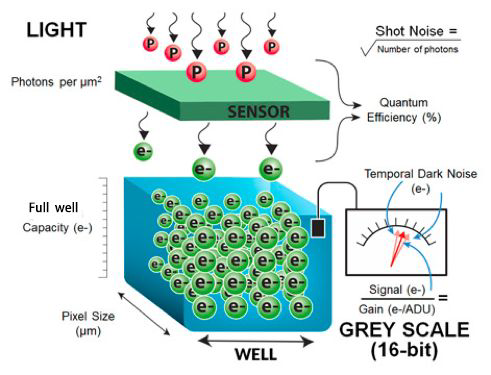 LIGHT
Shot Noise =
√Number of photons
P P P P P P
Photons per µm²
SENSOR
Quantum
Efficiency (%)
e- e- e-
Temporal Dark Noise
(e-)
Full well
Capacity (e-)
e- e- e- e- e- e- e- e- e- e- e- e- e- e- e- e- e- e- e- e- e- e- e- e- e- e- e- e- e- e-
Signal (e-)
Gain (e-/ADU)
=
Pixel Size
(µm)
WELL
GREY SCALE
(16-bit)